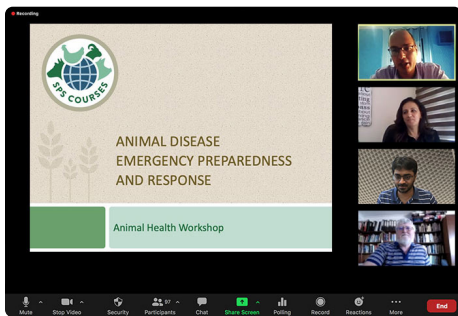 Recording
SPS COURSES
ANIMAL DISEASE
EMERGENCY PREPAREDNESS
AND RESPONSE
Animal Health Workshop
Mute
Stop Video
Security
97
Participants
Chat
Share Screen
Polling
Record
Reactions
More
End